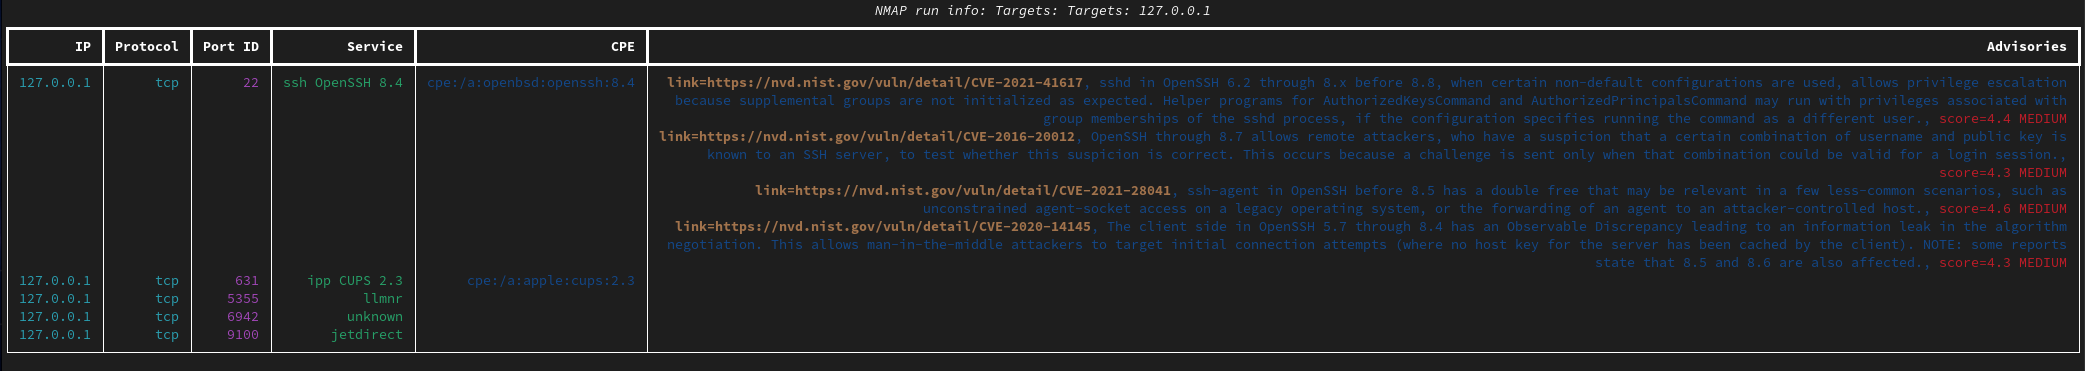 NMAP run info: Targets: Targets: 127.0.0.1
IP Protocol Port ID Service CPE Advisories
127.0.0.1 tcp 22 ssh OpenSSH 8.4 cpe:/a:openbsd:openssh:8.4 link=https://nvd.nist.gov/vuln/detail/CVE-2021-41617, sshd in OpenSSH 6.2 through 8.x before 8.8, when certain non-default configurations are used, allows privilege escalation
because supplemental groups are not initialized as expected. Helper programs for AuthorizedKeysCommand and AuthorizedPrincipalsCommand may run with privileges associated with
group memberships of the sshd process, if the configuration specifies running the command as a different user., score=4.4 MEDIUM
link=https://nvd.nist.gov/vuln/detail/CVE-2016-20012, OpenSSH through 8.7 allows remote attackers, who have a suspicion that a certain combination of username and public key is
known to an SSH server, to test whether this suspicion is correct. This occurs because a challenge is sent only when that combination could be valid for a login session.,
score=4.3 MEDIUM
link=https://nvd.nist.gov/vuln/detail/CVE-2021-28041, ssh-agent in OpenSSH before 8.5 has a double free that may be relevant in a few less-common scenarios, such as
unconstrained agent-socket access on a legacy operating system, or the forwarding of an agent to an attacker-controlled host., score=4.6 MEDIUM
link=https://nvd.nist.gov/vuln/detail/CVE-2020-14145, The client side in OpenSSH 5.7 through 8.4 has an Observable Discrepancy leading to an information leak in the algorithm
negotiation. This allows man-in-the-middle attackers to target initial connection attempts (where no host key for the server has been cached by the client). NOTE: some reports
state that 8.5 and 8.6 are also affected., score=4.3 MEDIUM
127.0.0.1 tcp 631 ipp CUPS 2.3 cpe:/a:apple:cups:2.3
127.0.0.1 tcp 5355 llmnr
127.0.0.1 tcp 6942 unknown
127.0.0.1 tcp 9100 jetdirect